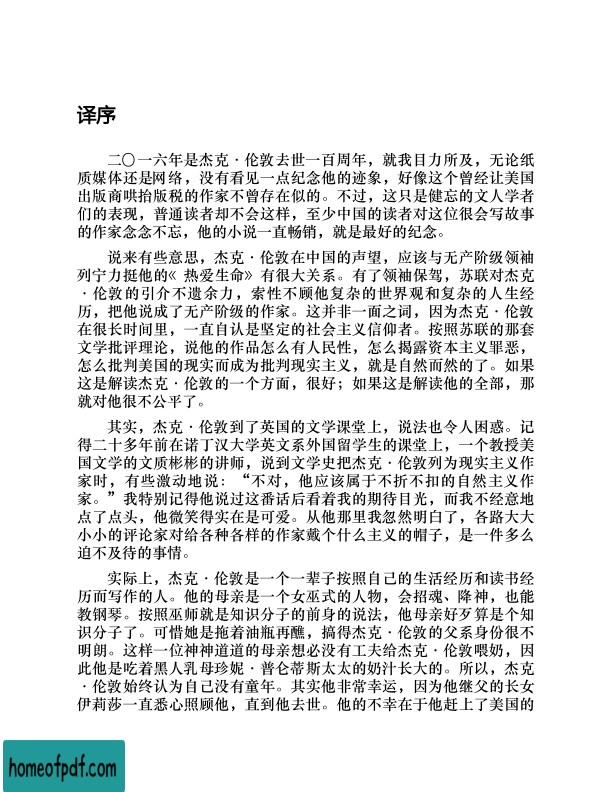 译序
二〇一六年是杰克·伦敦去世一百周年，就我目力所及，无论纸
质媒体还是网络，没有看见一点纪念他的迹象，好像这个曾经让美国
出版商哄抬版税的作家不曾存在似的。不过，这只是健忘的文人学者
们的表现，普通读者却不会这样，至少中国的读者对这位很会写故事
的作家念念不忘，他的小说一直畅销，就是最好的纪念。
说来有些意思，杰克·伦敦在中国的声望，应该与无产阶级领袖
列宁力挺他的《热爱生命》有很大关系。有了领袖保驾，苏联对杰克
·伦敦的引介不遗余力，索性不顾他复杂的世界观和复杂的人生经
历，把他说成了无产阶级的作家。这并非一面之词，因为杰克·伦敦
在很长时间里，一直自认是坚定的社会主义信仰者。按照苏联的那套
文学批评理论，说他的作品怎么有人民性，怎么揭露资本主义罪恶，
怎么批判美国的现实而成为批判现实主义，就是自然而然的了。如果
这是解读杰克·伦敦的一个方面，很好；如果这是解读他的全部，那
就对他很不公平了。
其实，杰克·伦敦到了英国的文学课堂上，说法也令人困惑。记
得二十多年前在诺丁汉大学英文系外国留学生的课堂上，一个教授美
国文学的文质彬彬的讲师，说到文学史把杰克·伦敦列为现实主义作
家时，有些激动地说：“不对，他应该属于不折不扣的自然主义作
家。”我特别记得他说过这番话后看着我的期待目光，而我不经意地
点了点头，他微笑得实在是可爱。从他那里我忽然明白了，各路大大
小小的评论家对给各种各样的作家戴个什么主义的帽子，是一件多么
迫不及待的事情。
实际上，杰克·伦敦是一个一辈子按照自己的生活经历和读书经
历而写作的人。他的母亲是一个女巫式的人物，会招魂、降神，也能
教钢琴。按照巫师就是知识分子的前身的说法，他母亲好歹算是个知
识分子了。可惜她是拖着油瓶再醮，搞得杰克·伦敦的父系身份很不
明朗。这样一位神神道道的母亲想必没有工夫给杰克·伦敦喂奶，因
此他是吃着黑人乳母珍妮·普仑蒂斯太太的奶汁长大的。所以，杰克
·伦敦始终认为自己没有童年。其实他非常幸运，因为他继父的长女
伊莉莎一直悉心照顾他，直到他去世。他的不幸在于他赶上了美国的
homeofpdf.com